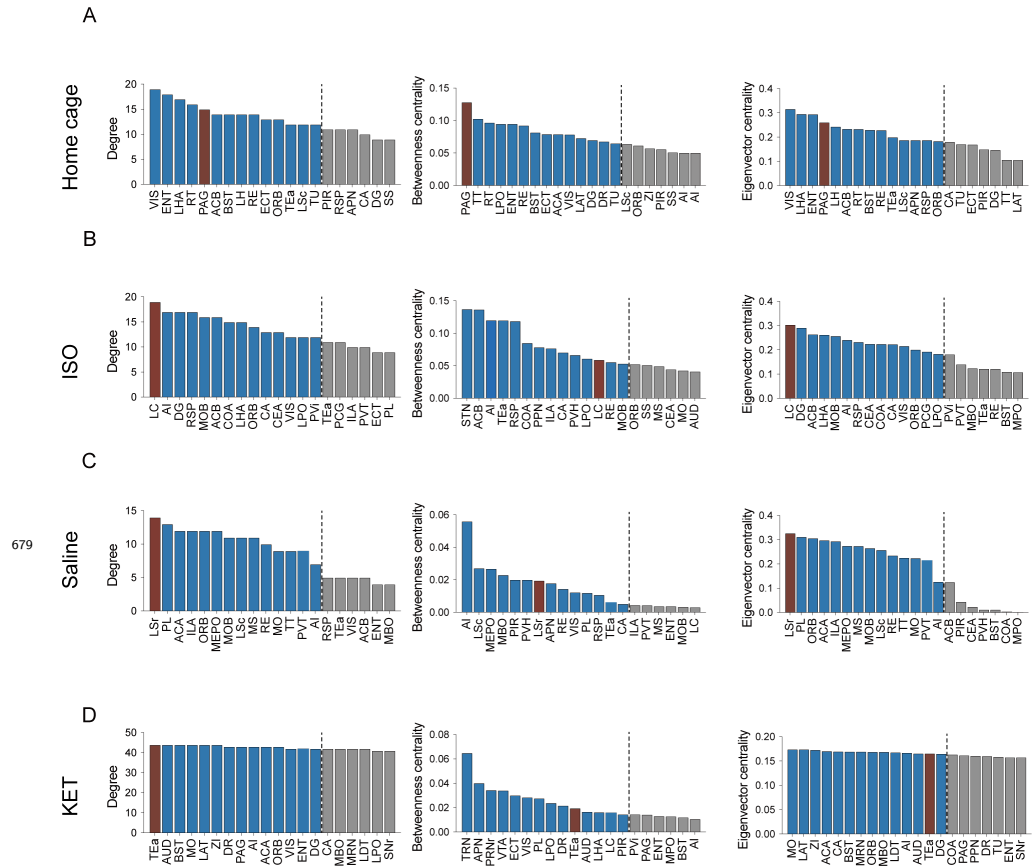 A
Home cage
Degree
20
15
10
5
0
VIS ENT LHA RT PAG ACB BST LH RE ECT ORB TEa LSc TU PIR RSP APN CA DG SS
Betweenness centrality
0.15
0.10
0.05
0.00
PAG TT RT LPO ENT RE BST ECT ACA VIS LAT DG DR TU LSc ORB ZI PIR SS AI AI
Eigenvector centrality
0.4
0.3
0.2
0.1
0.0
VIS LHA ENT PAG LH ACB RT BST RE TEa LSc APN RSP ORB CA TU ECT PIR DG TT LAT
B
ISO
Degree
20
15
10
5
0
LC AI DG RSP MOB ACB COA LHA ORB CA CEA VIS LPO PVi TEa PCG ILA PVT ECT PL
Betweenness centrality
0.15
0.10
0.05
0.00
STN ACB AI TEa RSP COA PPN ILA CA PVH LPO LC RE MOB ORB SS MS CEA MO AUD
Eigenvector centrality
0.4
0.3
0.2
0.1
0.0
LC DG ACB LHA MOB AI RSP CEA COA CA VIS ORB PCG LPO PVi PVT MBO TEa RE BST MPO
C
679
Saline
Degree
15
10
5
0
LSr PL ACA ILA ORB MEPO MOB LSc MS RE MO TT PVT AI RSP TEa VIS ACB ENT MBO
Betweenness centrality
0.06
0.04
0.02
0.00
AI LSc MEPO MBO PIR PVH LSr APN RE VIS PL RSP TEa CA ILA PVT MS ENT MOB LC
Eigenvector centrality
0.4
0.3
0.2
0.1
0.0
LSr PL ORB ACA ILA MEPO MS MOB LSc RE TT MO PVT AI ACB PIR CEA PVH BST COA MPO
D
KET
Degree
50
40
30
20
10
0
TEa AUD BST MO LAT ZI DR PAG AI ACA ORB VIS ENT DG CA MBO MRN LDT LPO SNr
Betweenness centrality
0.08
0.06
0.04
0.02
0.00
TRN APN PRNr VTA ECT VIS PL LPO DR TEa AUD LHA LC PIR PVi PAG ENT MPO BST AI
Eigenvector centrality
0.20
0.15
0.10
0.05
0.0
MO LAT ZI ACA CA BST MRN ORB MBO LDT AI AUD TEa DG COA PAG PPN DR TU ENT SNr